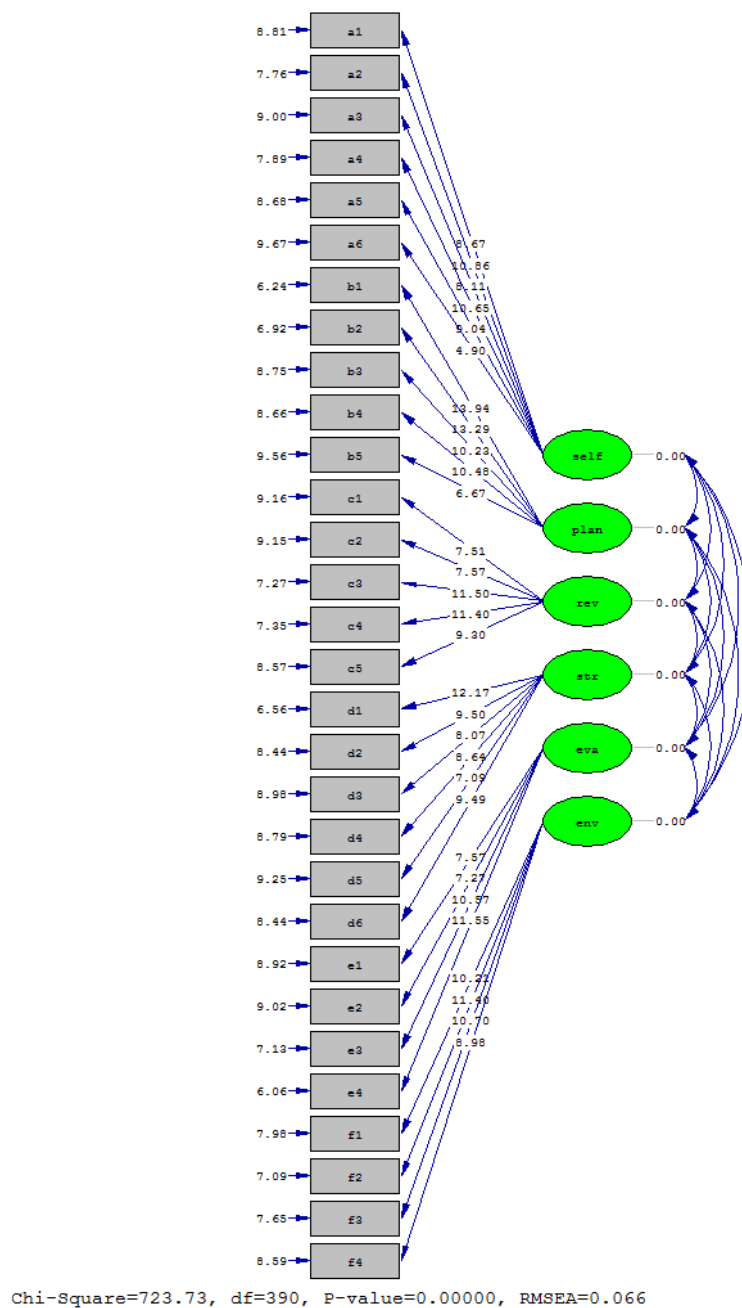 8.81 a1
7.76 a2
9.00 a3
7.89 a4
8.68 a5
9.67 a6
8.67
10.86
8.11
10.65
9.04
4.90
6.24 b1
6.92 b2
8.75 b3
8.66 b4
9.56 b5
13.94
13.29
10.23
10.48
6.67
self 0.00
plan 0.00
9.16 c1
9.15 c2
7.27 c3
7.35 c4
8.57 c5
7.51
7.57
11.50
11.40
9.30
rev 0.00
str 0.00
6.56 d1
8.44 d2
8.98 d3
8.79 d4
9.25 d5
8.44 d6
12.17
9.50
8.07
8.64
7.09
9.49
eva 0.00
env 0.00
8.92 e1
9.02 e2
7.13 e3
6.06 e4
7.57
7.27
10.57
11.55
7.98 f1
7.09 f2
7.65 f3
8.59 f4
10.21
11.40
10.70
8.98
Chi-Square=723.73, df=390, P-value=0.00000, RMSEA=0.066